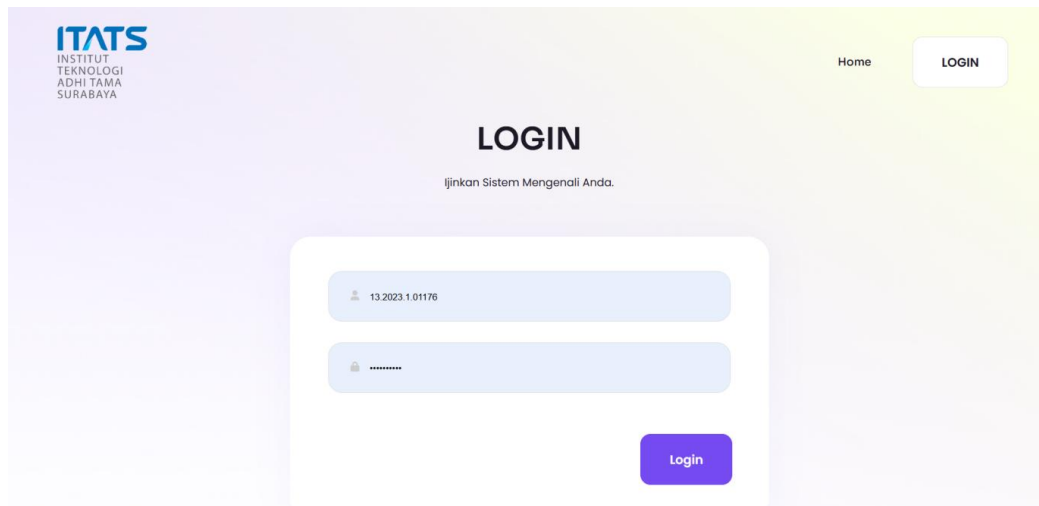 ITATS
INSTITUT
TEKNOLOGI
ADHI TAMA
SURABAYA
Home
LOGIN
LOGIN
Ijinkan Sistem Mengenali Anda.
13.2023.1.01176
••••••••••
Login